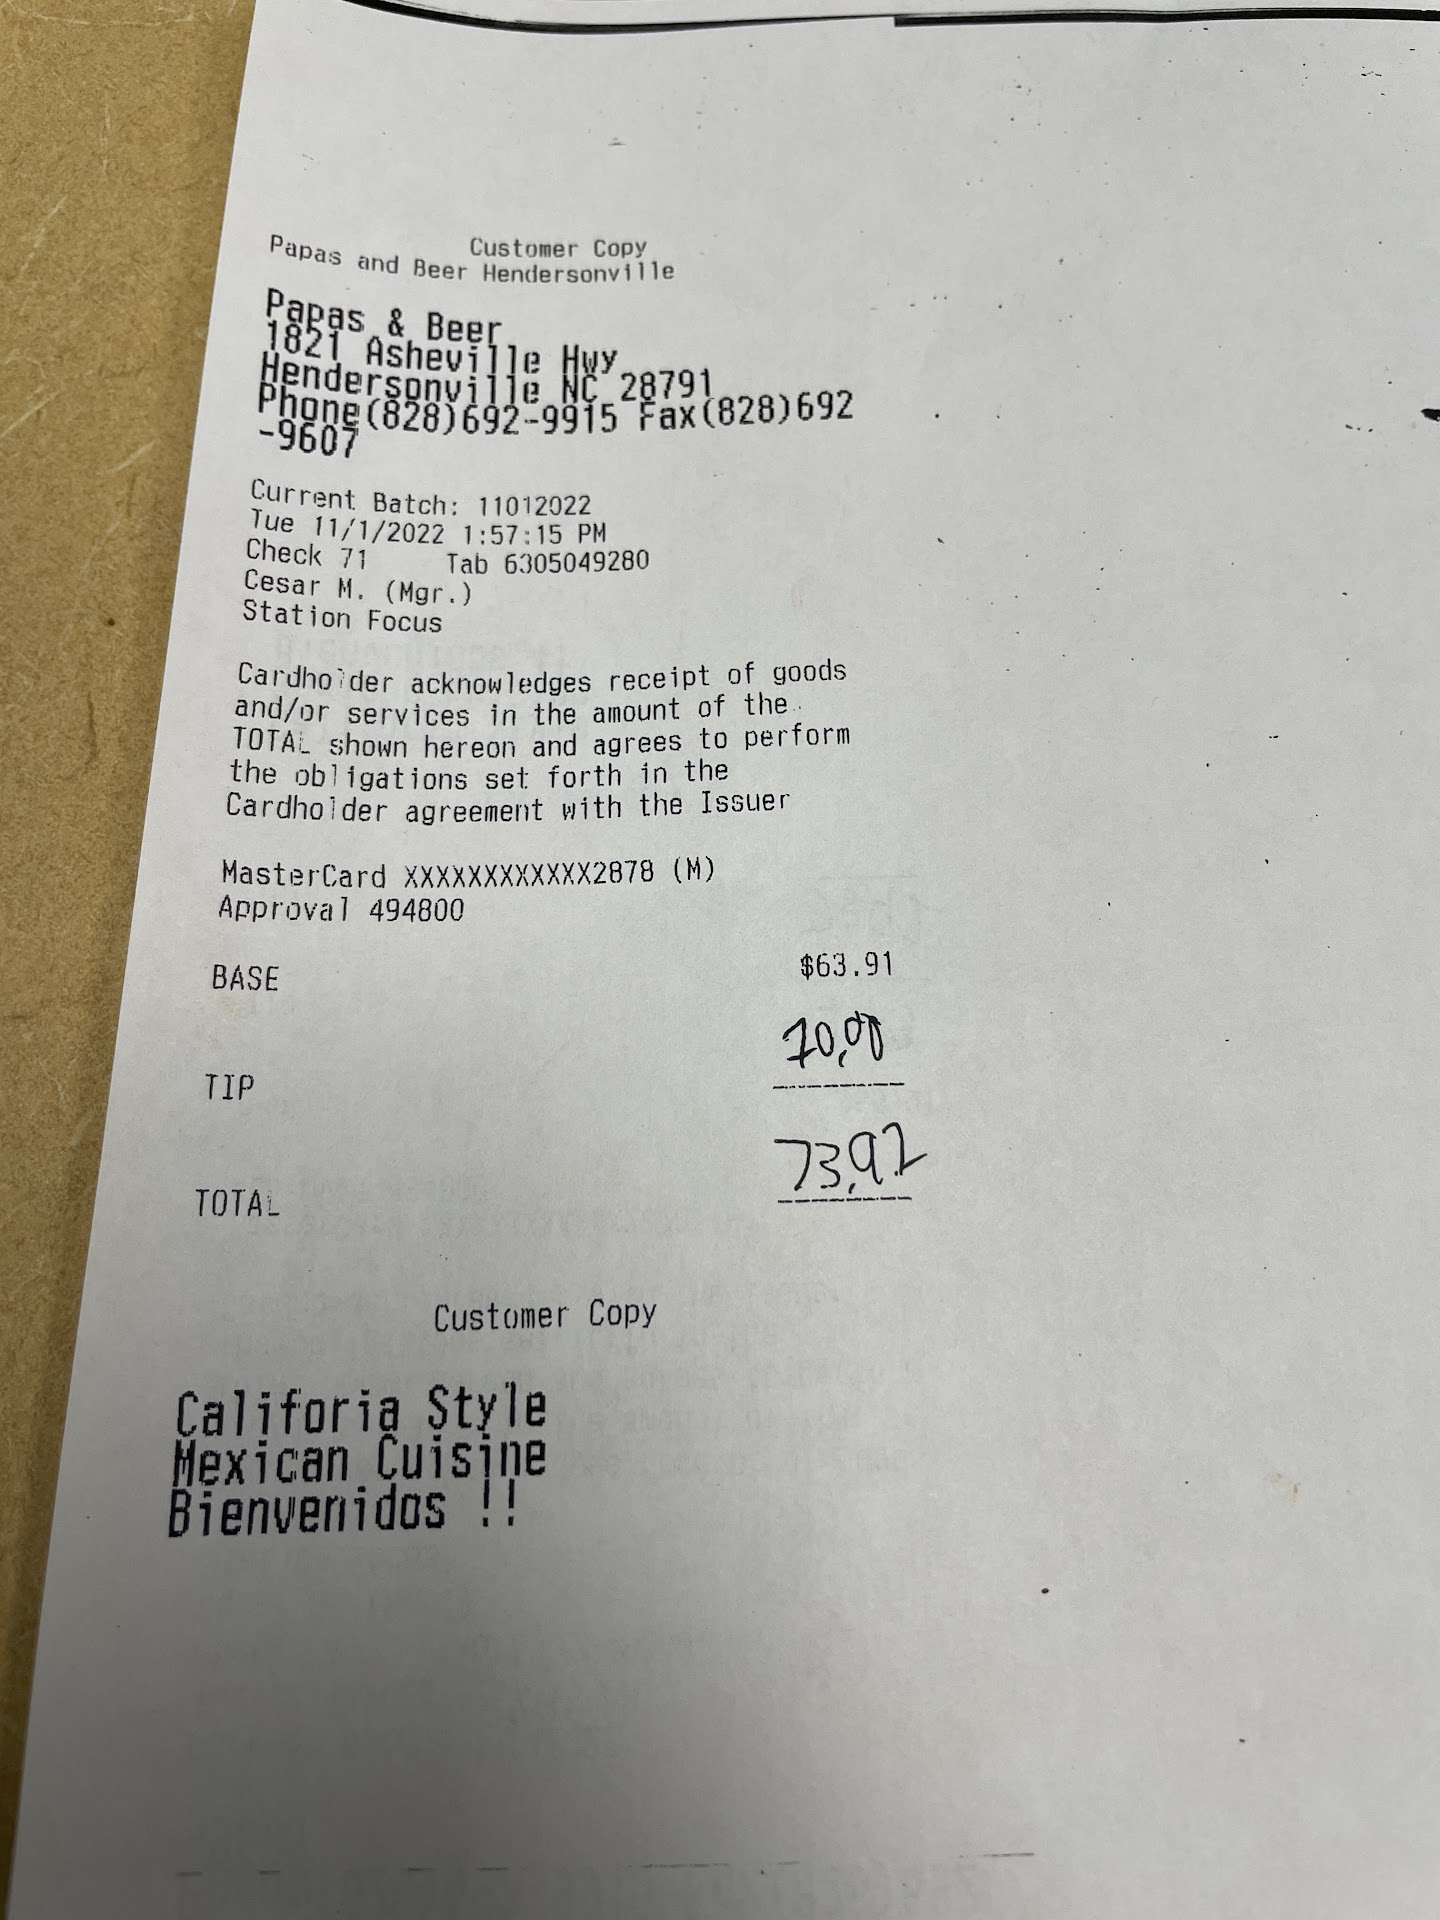 Customer Copy
Papas and Beer Hendersonville
Papas & Beer
1821 Asheville Hwy
Hendersonville NC 28791
Phone(828)692-9915 Fax(828)692
-9607
Current Batch: 11012022
Tue 11/1/2022 1:57:15 PM
Check 71 Tab 6305049280
Cesar M. (Mgr.)
Station Focus
Cardholder acknowledges receipt of goods
and/or services in the amount of the
TOTAL shown hereon and agrees to perform
the obligations set forth in the
Cardholder agreement with the Issuer
MasterCard XXXXXXXXXXXX2878 (M)
Approval 494800
BASE $63.91
TIP 10.00
TOTAL 73.92
Customer Copy
Califoria Style
Mexican Cuisine
Bienvenidos !!